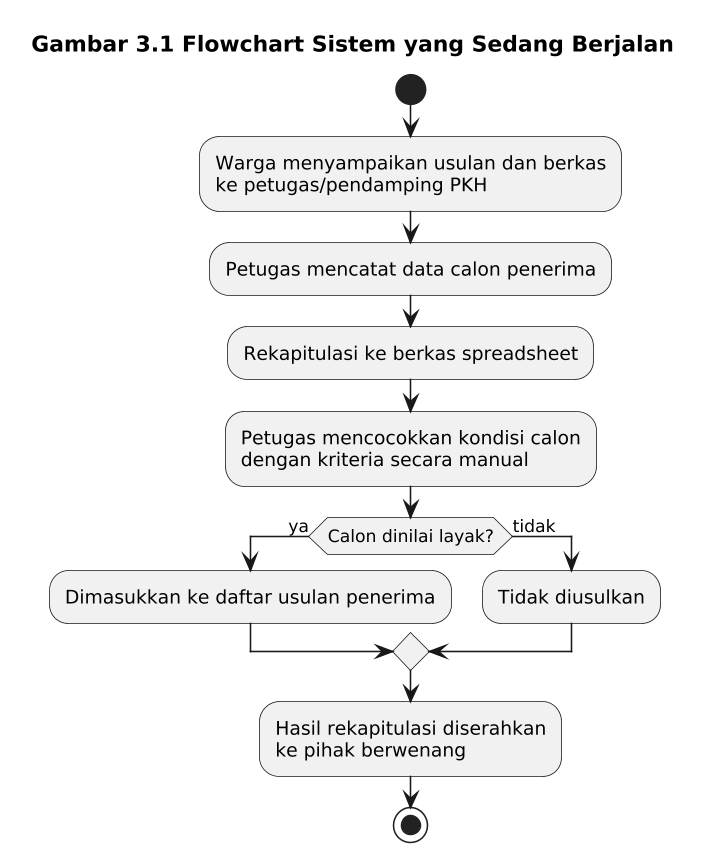 Gambar 3.1 Flowchart Sistem yang Sedang Berjalan
Warga menyampaikan usulan dan berkas
ke petugas/pendamping PKH
Petugas mencatat data calon penerima
Rekapitulasi ke berkas spreadsheet
Petugas mencocokkan kondisi calon
dengan kriteria secara manual
ya
Calon dinilai layak?
tidak
Dimasukkan ke daftar usulan penerima
Tidak diusulkan
Hasil rekapitulasi diserahkan
ke pihak berwenang